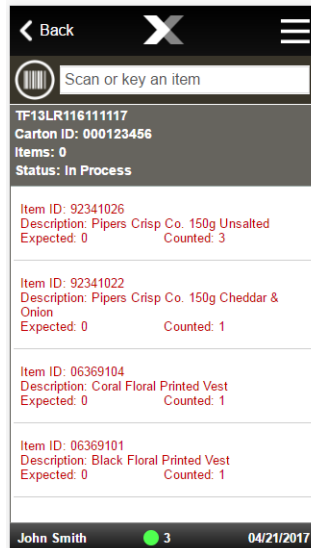 Back
Scan or key an item
TF13LR116111117
Carton ID: 000123456
Items: 0
Status: In Process
Item ID: 92341026
Description: Pipers Crisp Co. 150g Unsalted
Expected: 0 Counted: 3
Item ID: 92341022
Description: Pipers Crisp Co. 150g Cheddar &
Onion
Expected: 0 Counted: 1
Item ID: 06369104
Description: Coral Floral Printed Vest
Expected: 0 Counted: 1
Item ID: 06369101
Description: Black Floral Printed Vest
Expected: 0 Counted: 1
John Smith 3 04/21/2017